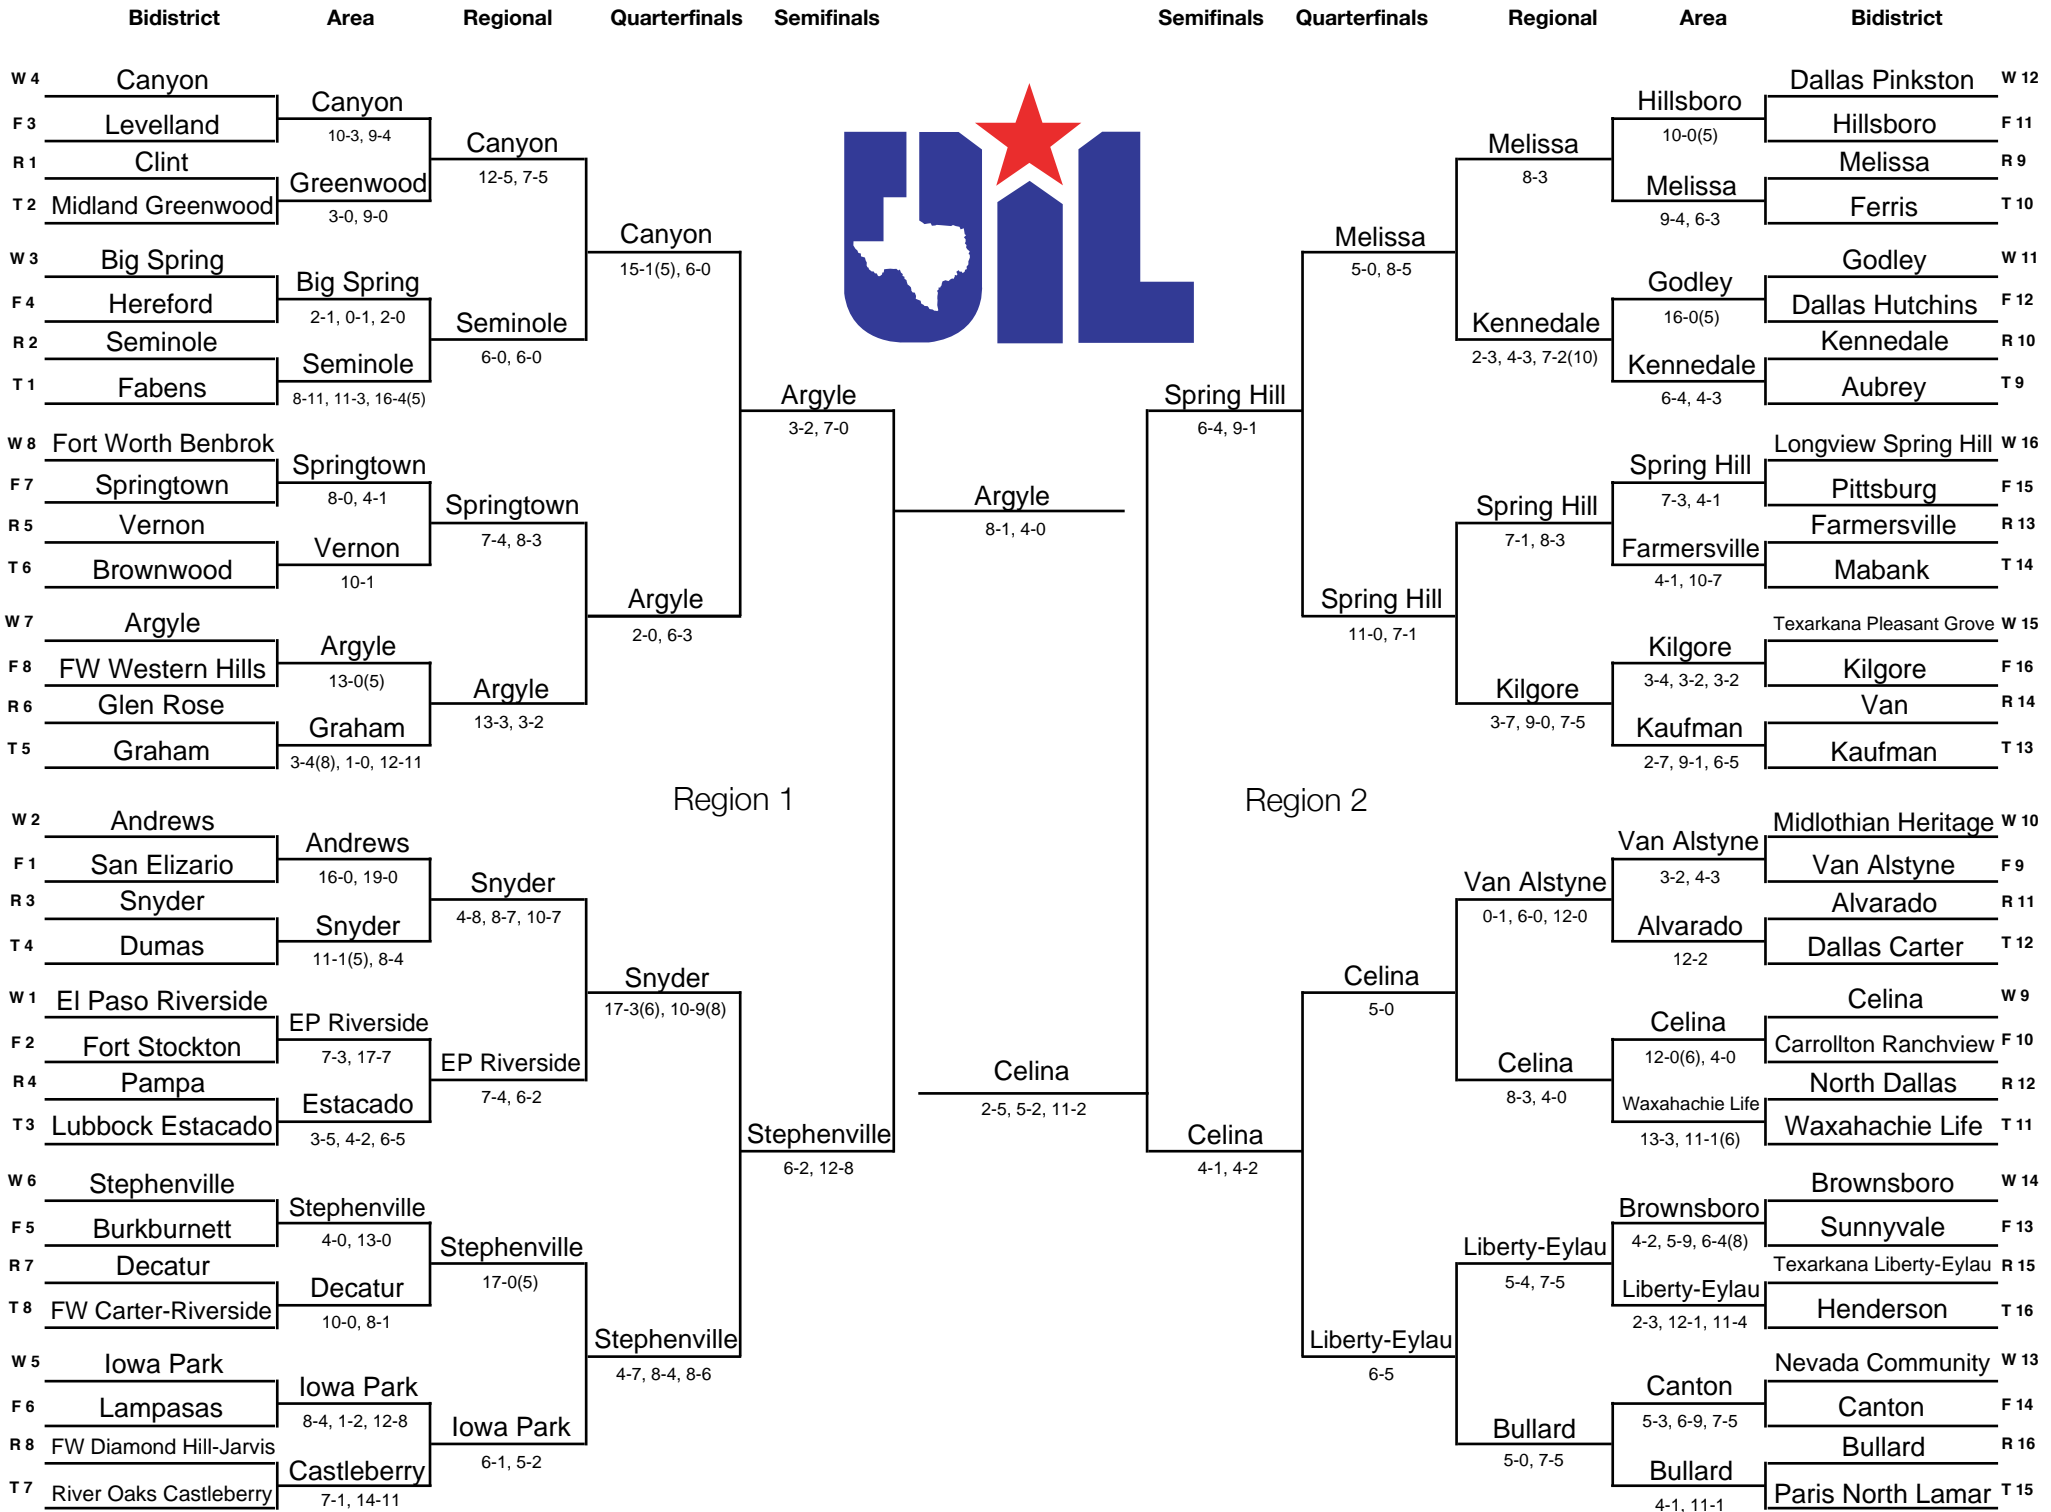 Bidistrict Area Regional Quarterfinals Semifinals Semifinals Quarterfinals Regional Area Bidistrict
UIL
Region 1
W 4 Canyon
F 3 Levelland
R 1 Clint
T 2 Midland Greenwood
W 3 Big Spring
F 4 Hereford
R 2 Seminole
T 1 Fabens
W 8 Fort Worth Benbrok
F 7 Springtown
R 5 Vernon
T 6 Brownwood
W 7 Argyle
F 8 FW Western Hills
R 6 Glen Rose
T 5 Graham
W 2 Andrews
F 1 San Elizario
R 3 Snyder
T 4 Dumas
W 1 El Paso Riverside
F 2 Fort Stockton
R 4 Pampa
T 3 Lubbock Estacado
W 6 Stephenville
F 5 Burkburnett
R 7 Decatur
T 8 FW Carter-Riverside
W 5 Iowa Park
F 6 Lampasas
R 8 FW Diamond Hill-Jarvis
T 7 River Oaks Castleberry
Canyon
10-3, 9-4
Greenwood
3-0, 9-0
Big Spring
2-1, 0-1, 2-0
Seminole
8-11, 11-3, 16-4(5)
Springtown
8-0, 4-1
Vernon
10-1
Argyle
13-0(5)
Graham
3-4(8), 1-0, 12-11
Andrews
16-0, 19-0
Snyder
11-1(5), 8-4
EP Riverside
7-3, 17-7
Estacado
3-5, 4-2, 6-5
Stephenville
4-0, 13-0
Decatur
10-0, 8-1
Iowa Park
8-4, 1-2, 12-8
Castleberry
7-1, 14-11
Canyon
12-5, 7-5
Seminole
6-0, 6-0
Springtown
7-4, 8-3
Argyle
13-3, 3-2
Snyder
4-8, 8-7, 10-7
EP Riverside
7-4, 6-2
Stephenville
17-0(5)
Iowa Park
6-1, 5-2
Canyon
15-1(5), 6-0
Argyle
2-0, 6-3
Snyder
17-3(6), 10-9(8)
Stephenville
4-7, 8-4, 8-6
Argyle
3-2, 7-0
Stephenville
6-2, 12-8
Argyle
8-1, 4-0
Celina
2-5, 5-2, 11-2
Region 2
Spring Hill
6-4, 9-1
Celina
4-1, 4-2
Melissa
5-0, 8-5
Spring Hill
11-0, 7-1
Celina
5-0
Liberty-Eylau
6-5
Melissa
8-3
Kennedale
2-3, 4-3, 7-2(10)
Spring Hill
7-1, 8-3
Kilgore
3-7, 9-0, 7-5
Van Alstyne
0-1, 6-0, 12-0
Celina
8-3, 4-0
Liberty-Eylau
5-4, 7-5
Bullard
5-0, 7-5
Hillsboro
10-0(5)
Melissa
9-4, 6-3
Godley
16-0(5)
Kennedale
6-4, 4-3
Spring Hill
7-3, 4-1
Farmersville
4-1, 10-7
Kilgore
3-4, 3-2, 3-2
Kaufman
2-7, 9-1, 6-5
Van Alstyne
3-2, 4-3
Alvarado
12-2
Celina
12-0(6), 4-0
Waxahachie Life
13-3, 11-1(6)
Brownsboro
4-2, 5-9, 6-4(8)
Liberty-Eylau
2-3, 12-1, 11-4
Canton
5-3, 6-9, 7-5
Bullard
4-1, 11-1
Dallas Pinkston W 12
Hillsboro F 11
Melissa R 9
Ferris T 10
Godley W 11
Dallas Hutchins F 12
Kennedale R 10
Aubrey T 9
Longview Spring Hill W 16
Pittsburg F 15
Farmersville R 13
Mabank T 14
Texarkana Pleasant Grove W 15
Kilgore F 16
Van R 14
Kaufman T 13
Midlothian Heritage W 10
Van Alstyne F 9
Alvarado R 11
Dallas Carter T 12
Celina W 9
Carrollton Ranchview F 10
North Dallas R 12
Waxahachie Life T 11
Brownsboro W 14
Sunnyvale F 13
Texarkana Liberty-Eylau R 15
Henderson T 16
Nevada Community W 13
Canton F 14
Bullard R 16
Paris North Lamar T 15